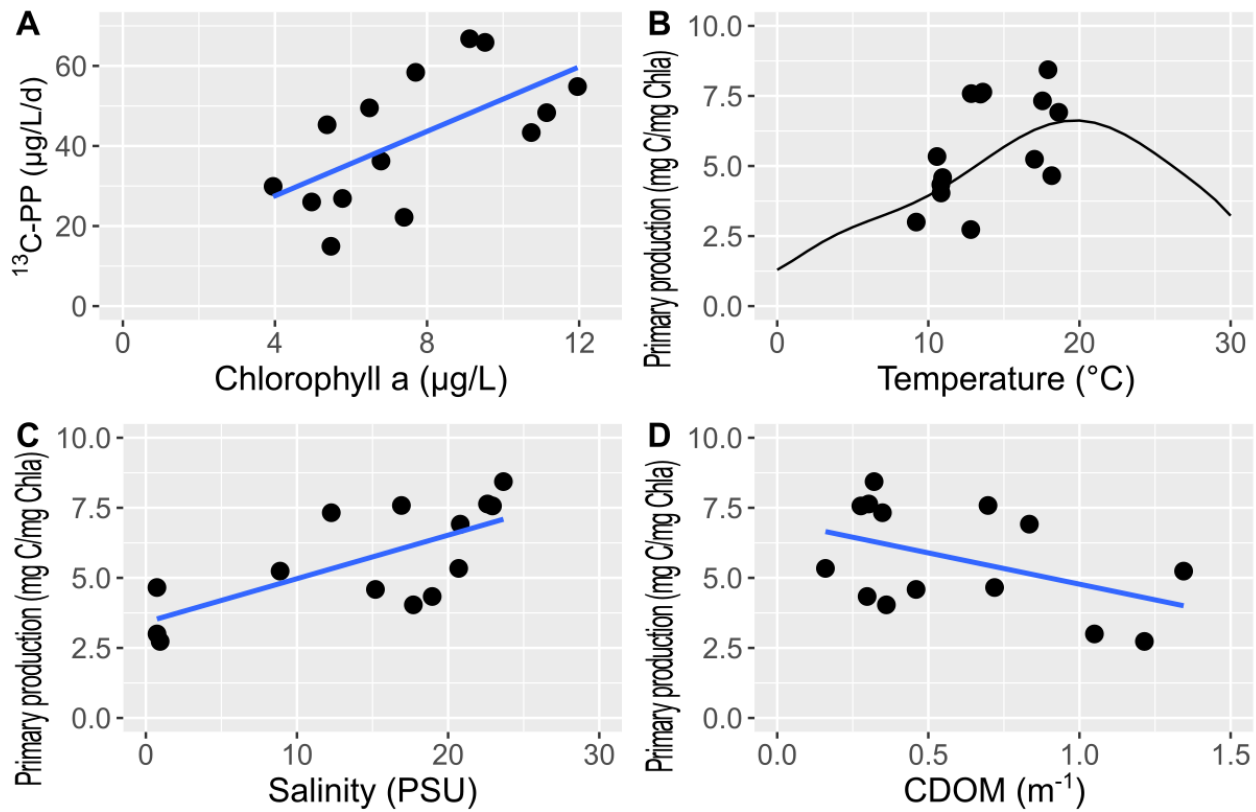 A
¹³C-PP (µg/L/d)
60
40
20
0
0 4 8 12
Chlorophyll a (µg/L)
B
Primary production (mg C/mg Chla)
10.0
7.5
5.0
2.5
0.0
0 10 20 30
Temperature (°C)
C
Primary production (mg C/mg Chla)
10.0
7.5
5.0
2.5
0.0
0 10 20 30
Salinity (PSU)
D
Primary production (mg C/mg Chla)
10.0
7.5
5.0
2.5
0.0
0.0 0.5 1.0 1.5
CDOM (m⁻¹)